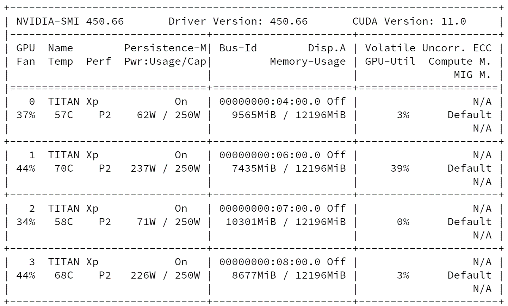 NVIDIA-SMI 450.66 Driver Version: 450.66 CUDA Version: 11.0
GPU Name Persistence-M| Bus-Id Disp.A | Volatile Uncorr. ECC
Fan Temp Perf Pwr:Usage/Cap| Memory-Usage | GPU-Util Compute M.
MIG M.
0 TITAN Xp On | 00000000:04:00.0 Off | N/A
37% 57C P2 62W / 250W | 9565MiB / 12196MiB | 3% Default
N/A
1 TITAN Xp On | 00000000:06:00.0 Off | N/A
44% 70C P2 237W / 250W | 7435MiB / 12196MiB | 39% Default
N/A
2 TITAN Xp On | 00000000:07:00.0 Off | N/A
34% 58C P2 71W / 250W | 10301MiB / 12196MiB | 0% Default
N/A
3 TITAN Xp On | 00000000:08:00.0 Off | N/A
44% 68C P2 226W / 250W | 8677MiB / 12196MiB | 3% Default
N/A